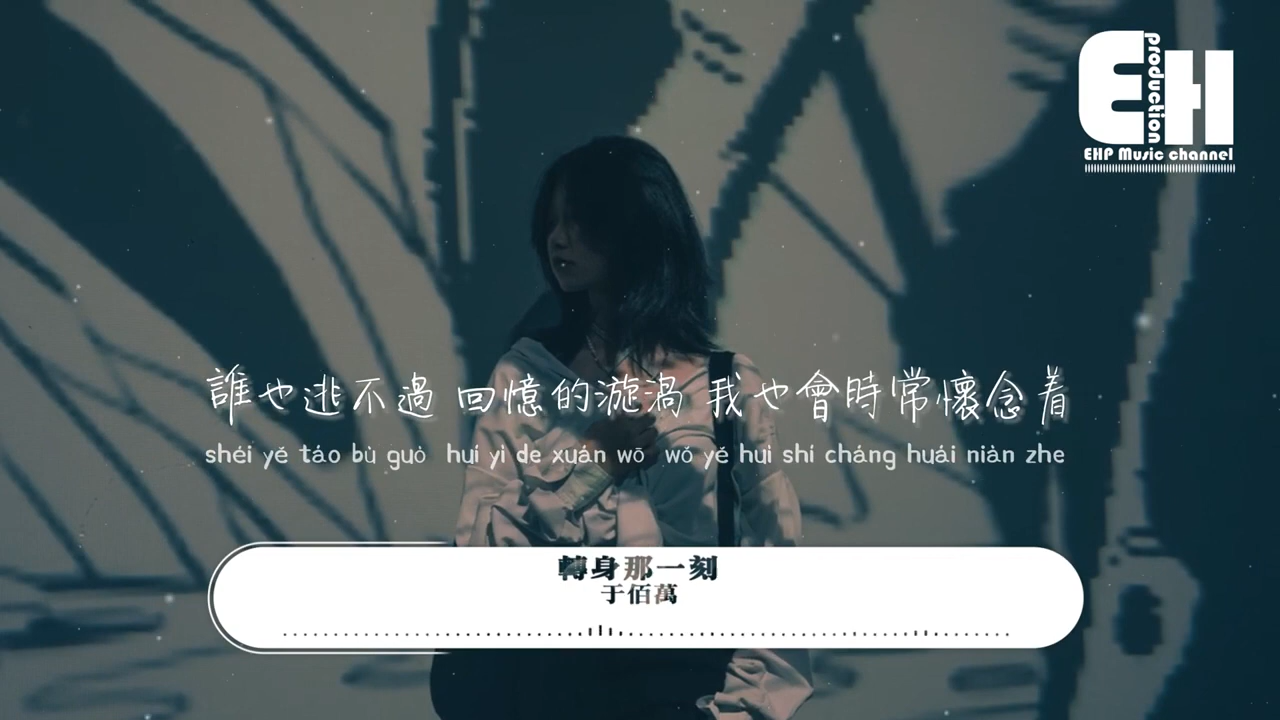 EH
production
EHP Music channel
誰也逃不過 回憶的漩渦 我也會時常懷念着
shéi yě táo bù guò huí yì de xuán wō wǒ yě huì shí cháng huái niàn zhe
轉身那一刻
于佰萬